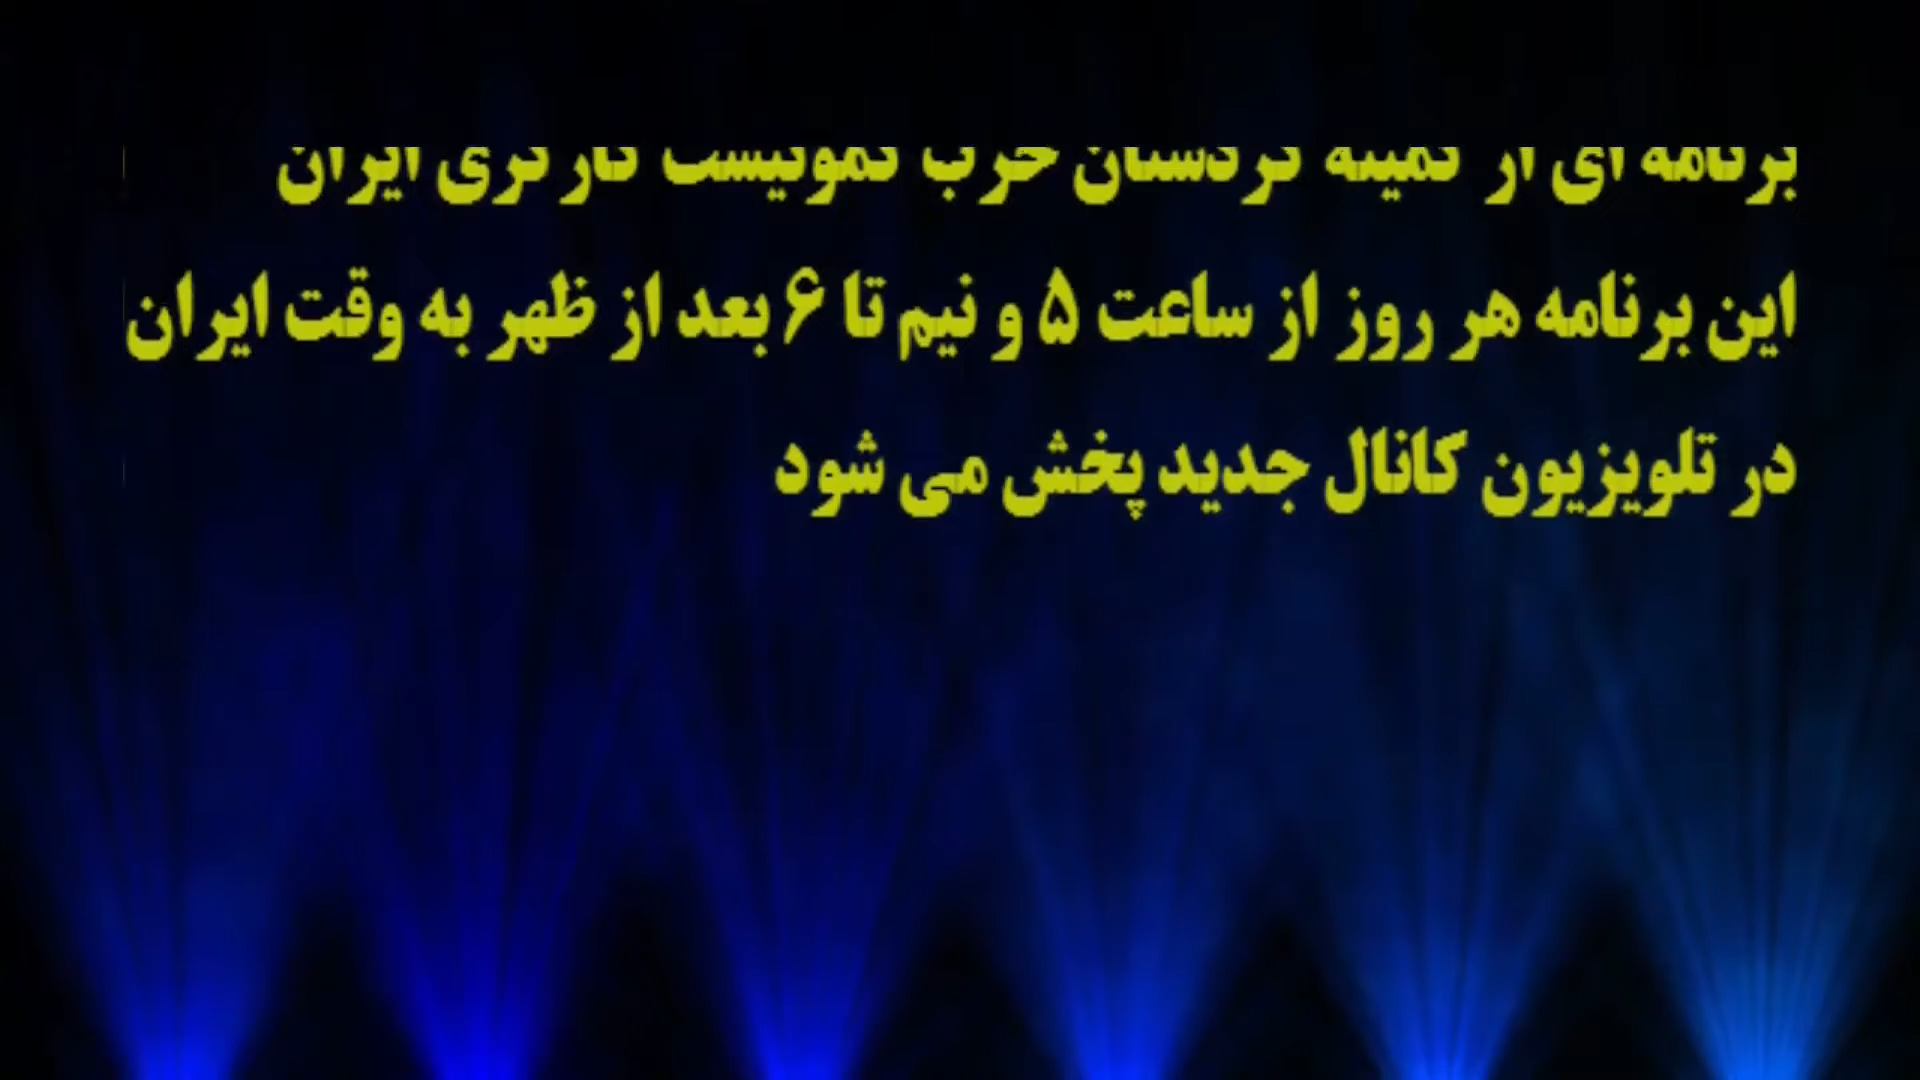 برنامه ای از کمیته کردستان حزب کمونیست کارگری ایران
این برنامه هر روز از ساعت ۵ و نیم تا ۶ بعد از ظهر به وقت ایران
در تلویزیون کانال جدید پخش می شود